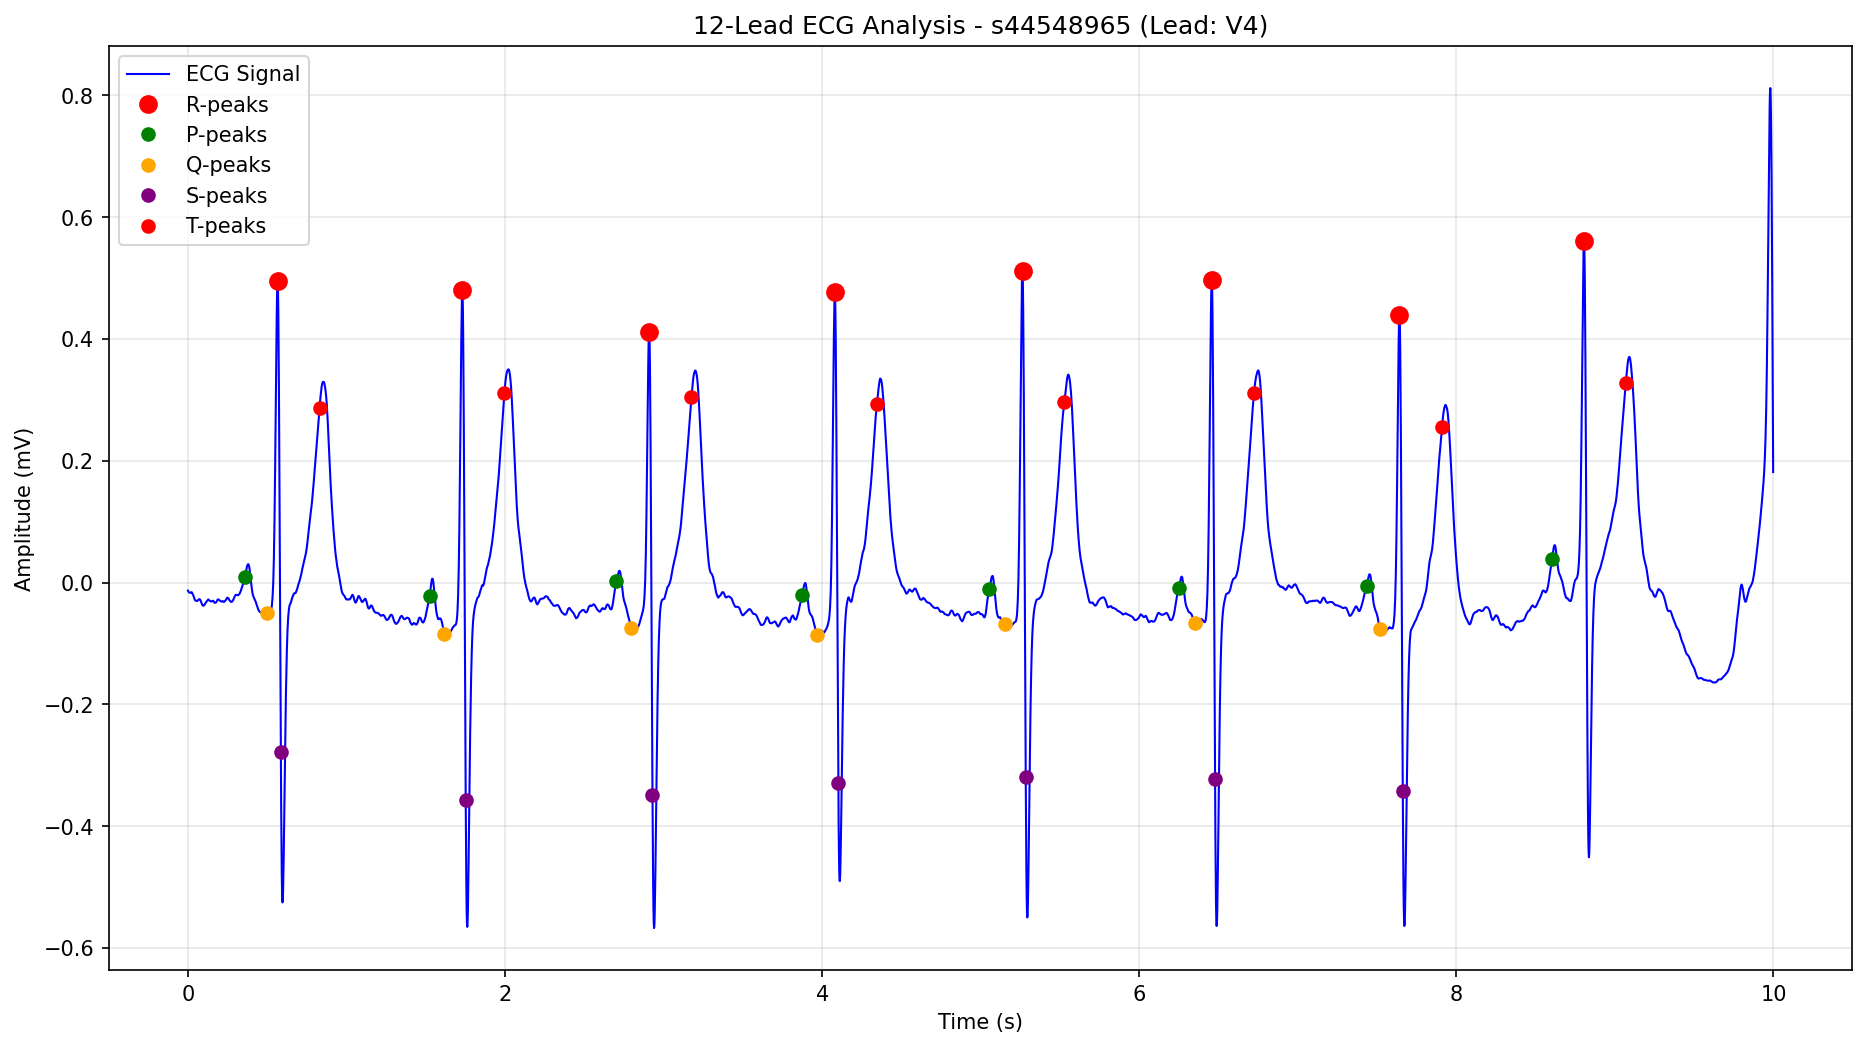 12-Lead ECG Analysis - s44548965 (Lead: V4)
ECG Signal
R-peaks
P-peaks
Q-peaks
S-peaks
T-peaks
Amplitude (mV)
0.8
0.6
0.4
0.2
0.0
−0.2
−0.4
−0.6
0 2 4 6 8 10
Time (s)